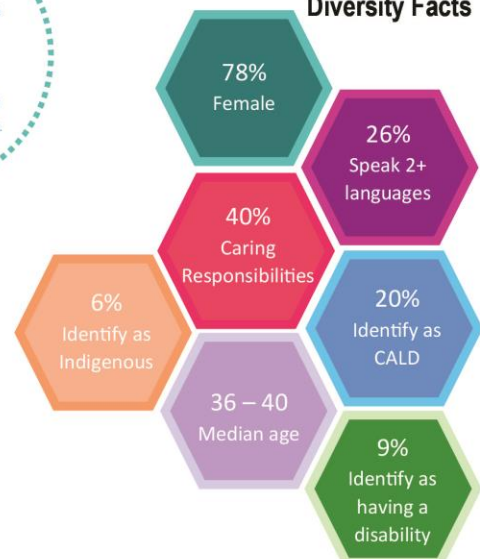 Diversity Facts
78%
Female
26%
Speak 2+
languages
40%
Caring
Responsibilities
6%
Identify as
Indigenous
20%
Identify as
CALD
36 – 40
Median age
9%
Identify as
having a
disability